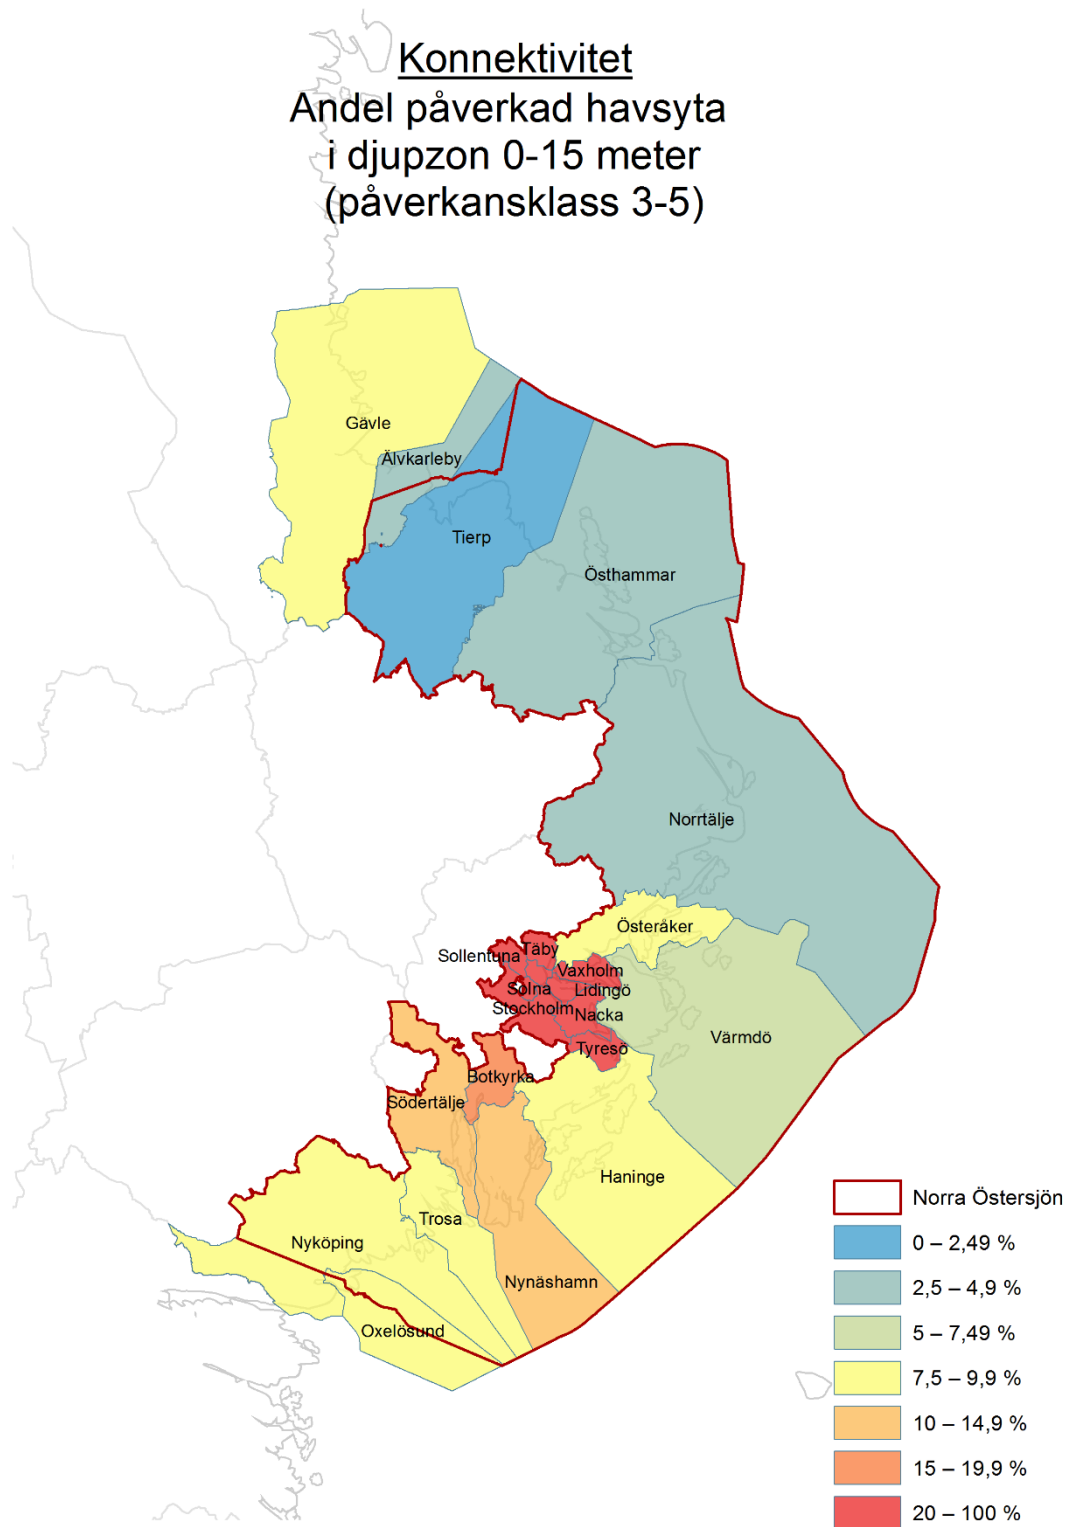 Konnektivitet
Andel påverkad havsyta
i djupzon 0-15 meter
(påverkansklass 3-5)
Gävle
Älvkarleby
Tierp
Östhammar
Norrtälje
Österåker
Täby
Sollentuna
Vaxholm
Solna
Lidingö
Stockholm
Nacka
Värmdö
Tyresö
Botkyrka
Södertälje
Haninge
Trosa
Nyköping
Nynäshamn
Oxelösund
Norra Östersjön
0 – 2,49 %
2,5 – 4,9 %
5 – 7,49 %
7,5 – 9,9 %
10 – 14,9 %
15 – 19,9 %
20 – 100 %